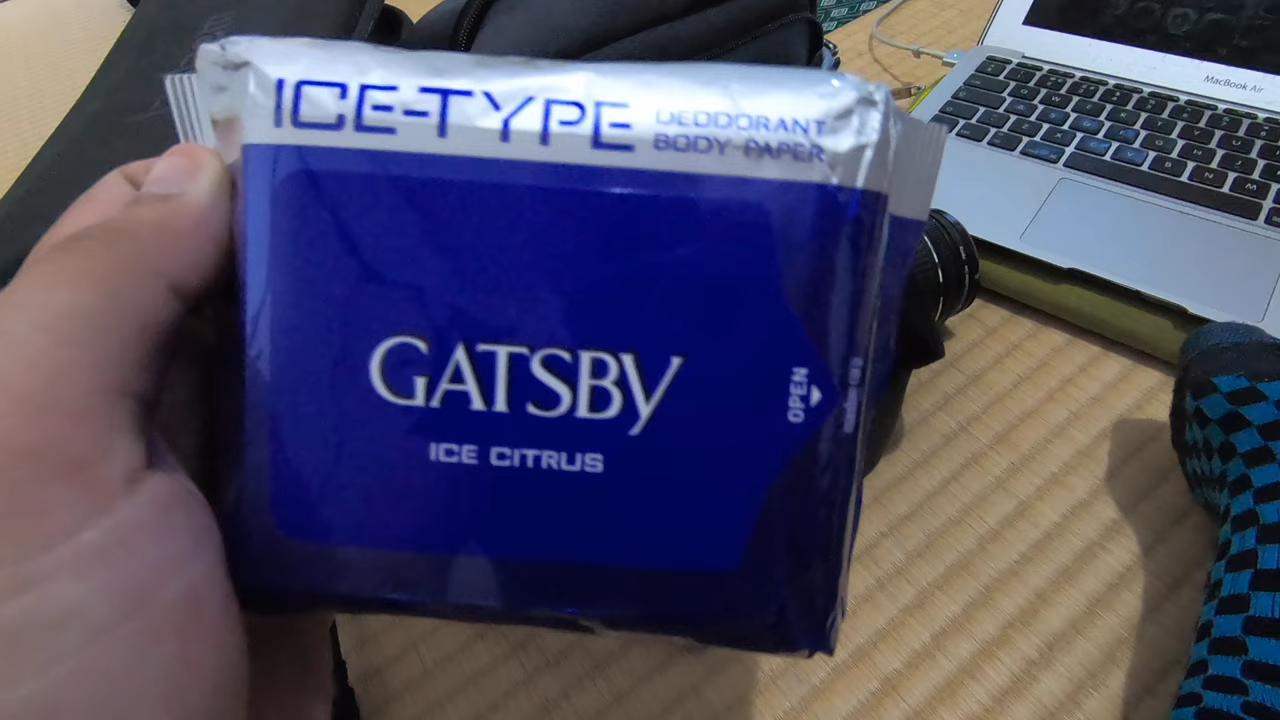 ICE-TYPE DEODORANT
BODY PAPER
GATSBY
ICE CITRUS
OPEN
MacBook Air